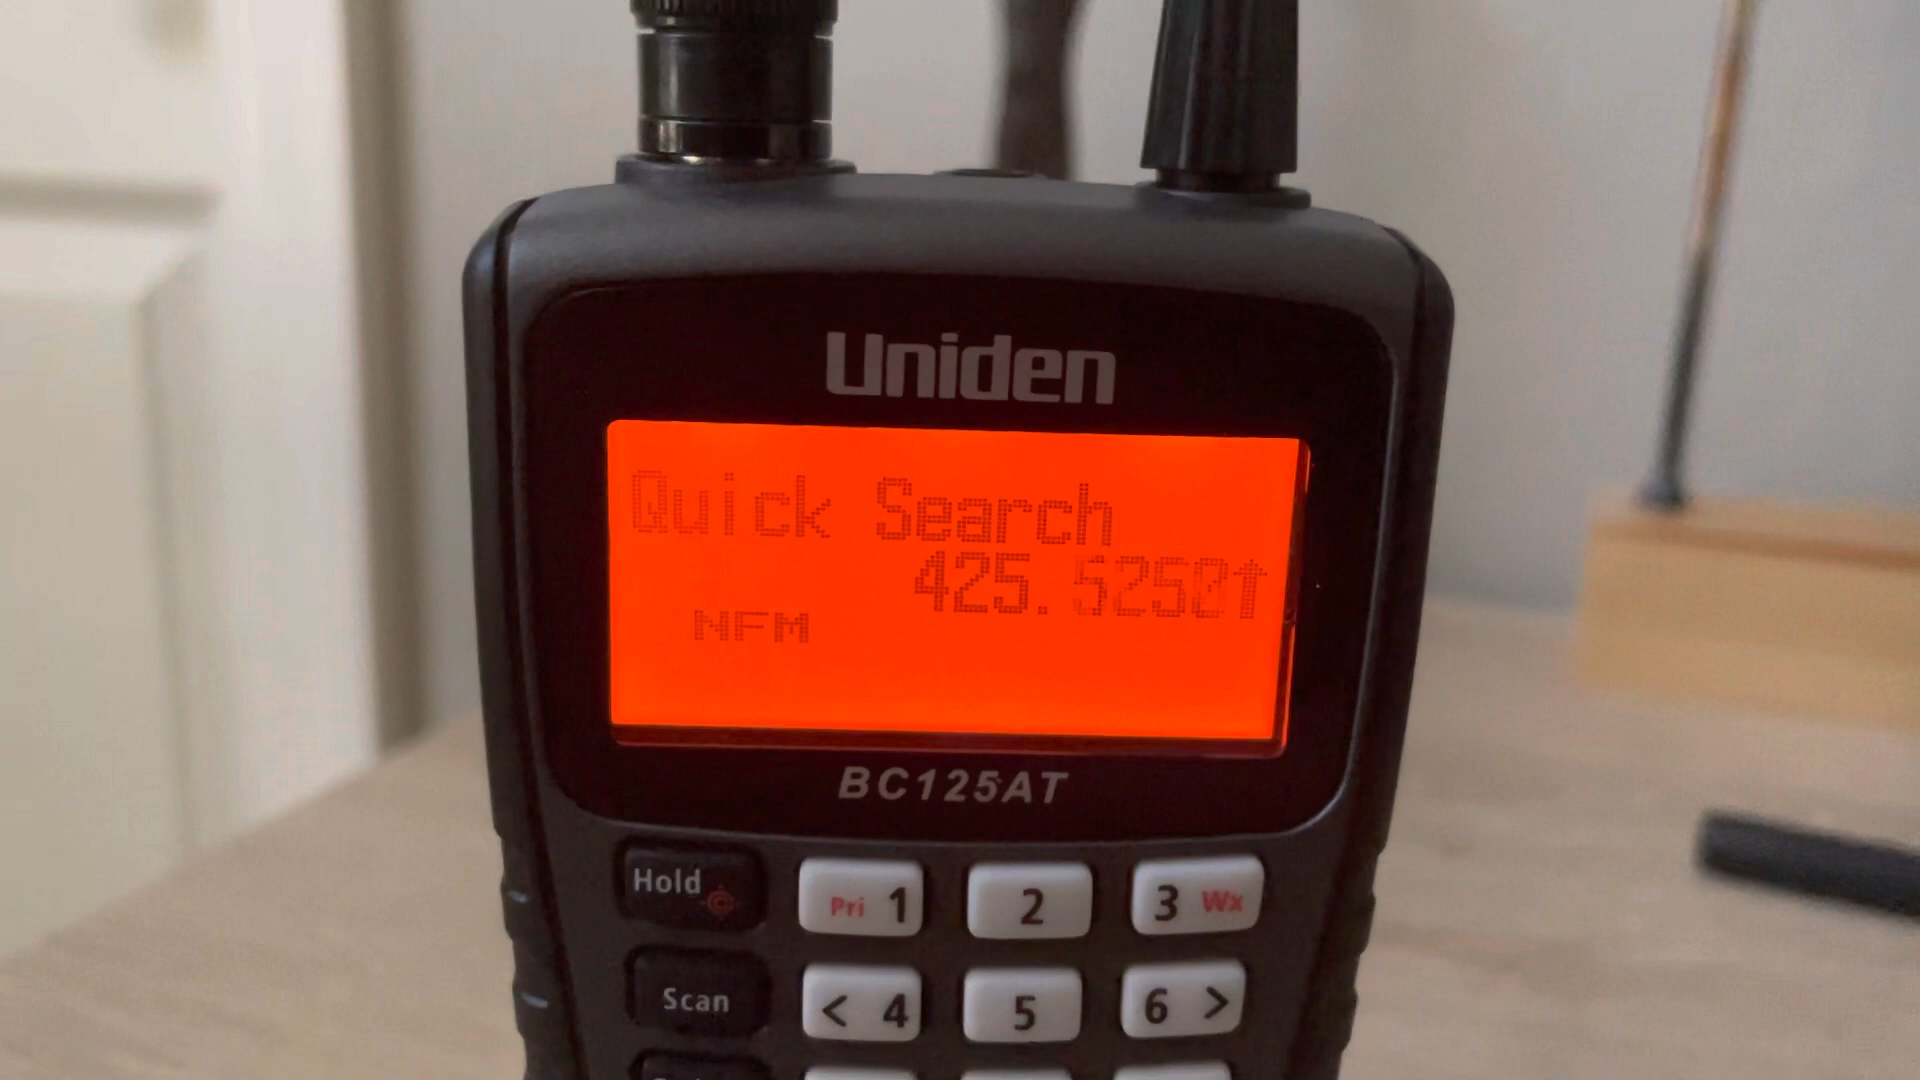 Uniden
Quick Search
425.5250↑
NFM
BC125AT
Hold
Pri 1
2
3 Wx
Scan
< 4
5
6 >